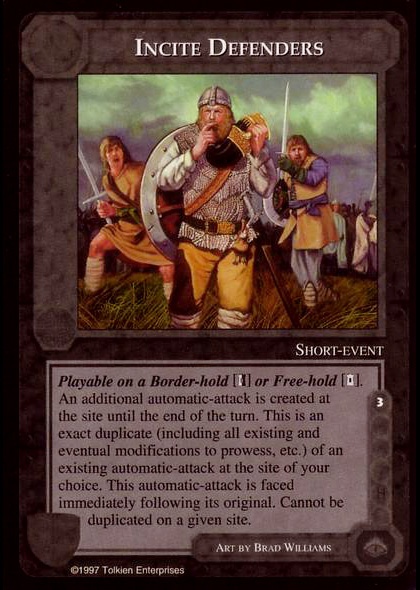 INCITE DEFENDERS
SHORT-EVENT
Playable on a Border-hold [] or Free-hold [].
An additional automatic-attack is created at
the site until the end of the turn. This is an
exact duplicate (including all existing and
eventual modifications to prowess, etc.) of an
existing automatic-attack at the site of your
choice. This automatic-attack is faced
immediately following its original. Cannot be
duplicated on a given site.
3
H
ART BY BRAD WILLIAMS
©1997 Tolkien Enterprises